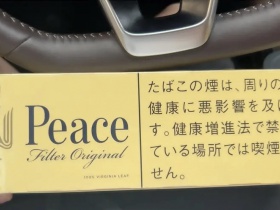 Peace
Filter Original
100% VIRGINIA LEAF
たばこの煙は、周りの
健康に悪影響を及
す。健康増進法で禁
ている場所では喫煙
せん。